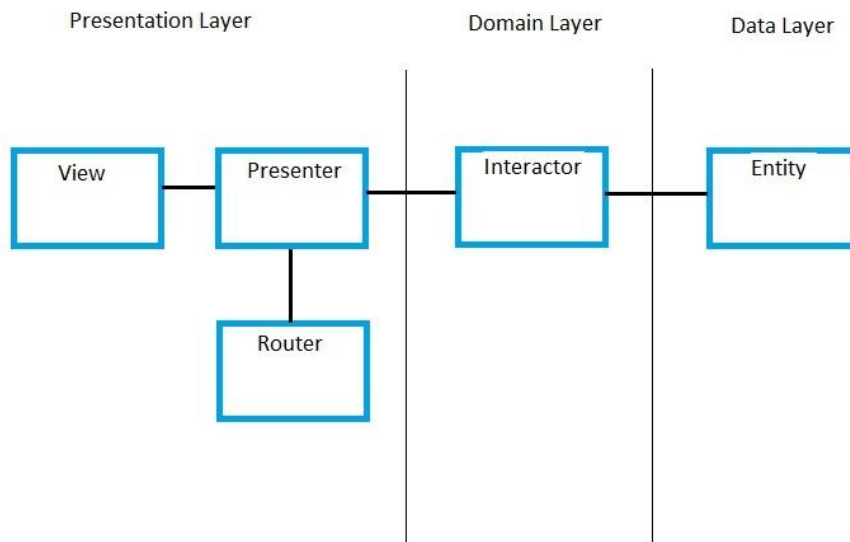 Presentation Layer
Domain Layer
Data Layer
View
Presenter
Interactor
Entity
Router